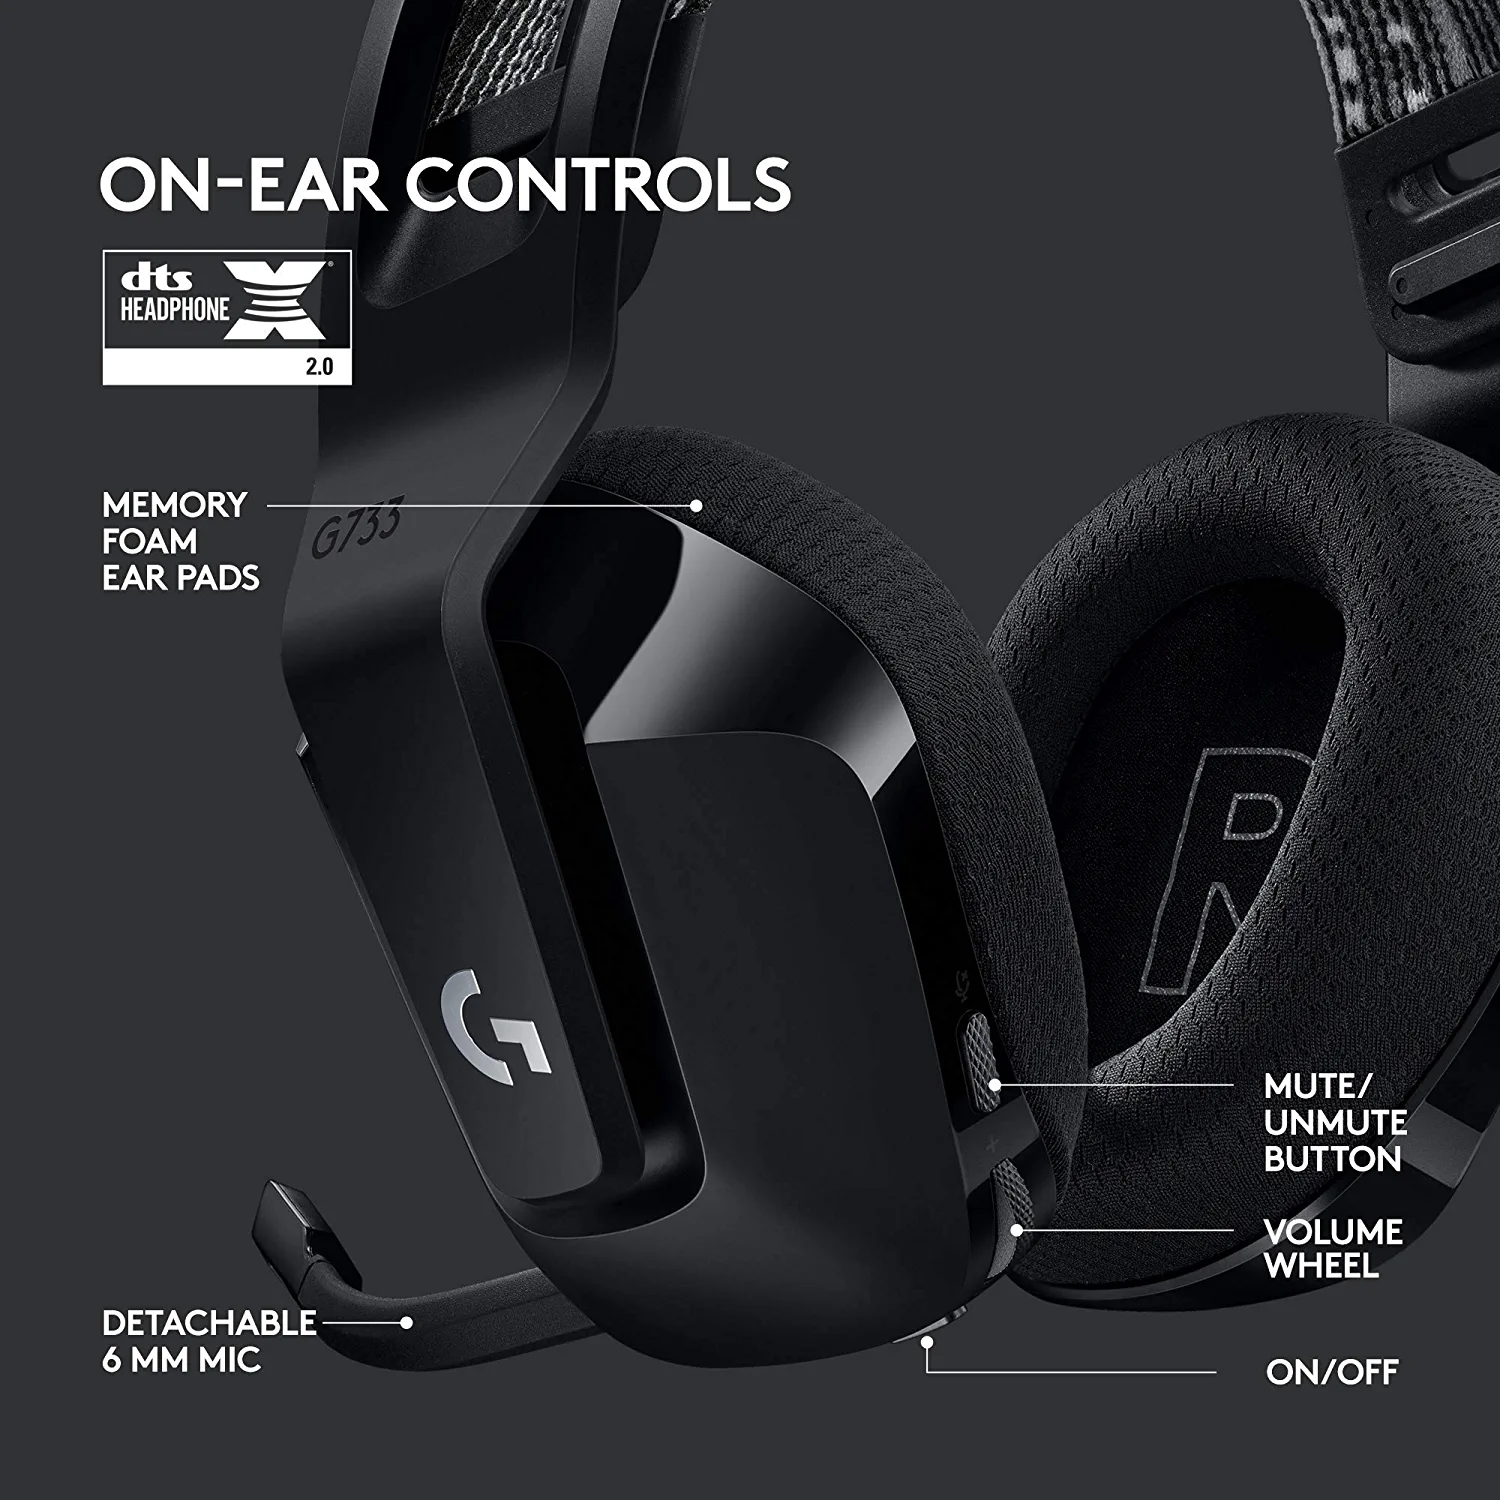 ON-EAR CONTROLS
dts
HEADPHONE X®
2.0
MEMORY
FOAM
EAR PADS
G733
G
R
MUTE/
UNMUTE
BUTTON
+
VOLUME
WHEEL
DETACHABLE
6 MM MIC
ON/OFF